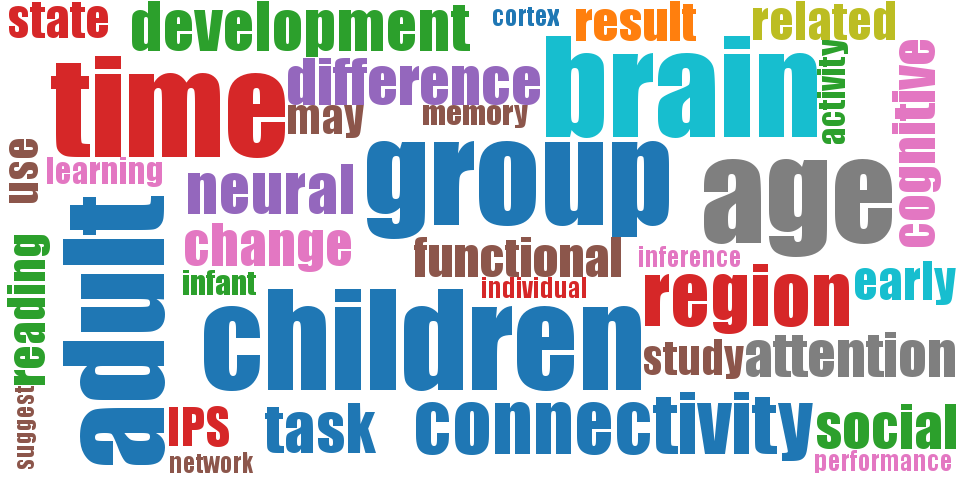 state
development
cortex
result
related
time
difference
brain
activity
cognitive
may
memory
use
learning
neural
group
age
adult
change
functional
inference
reading
infant
individual
region
early
children
study
attention
suggest
IPS
task
connectivity
social
network
performance